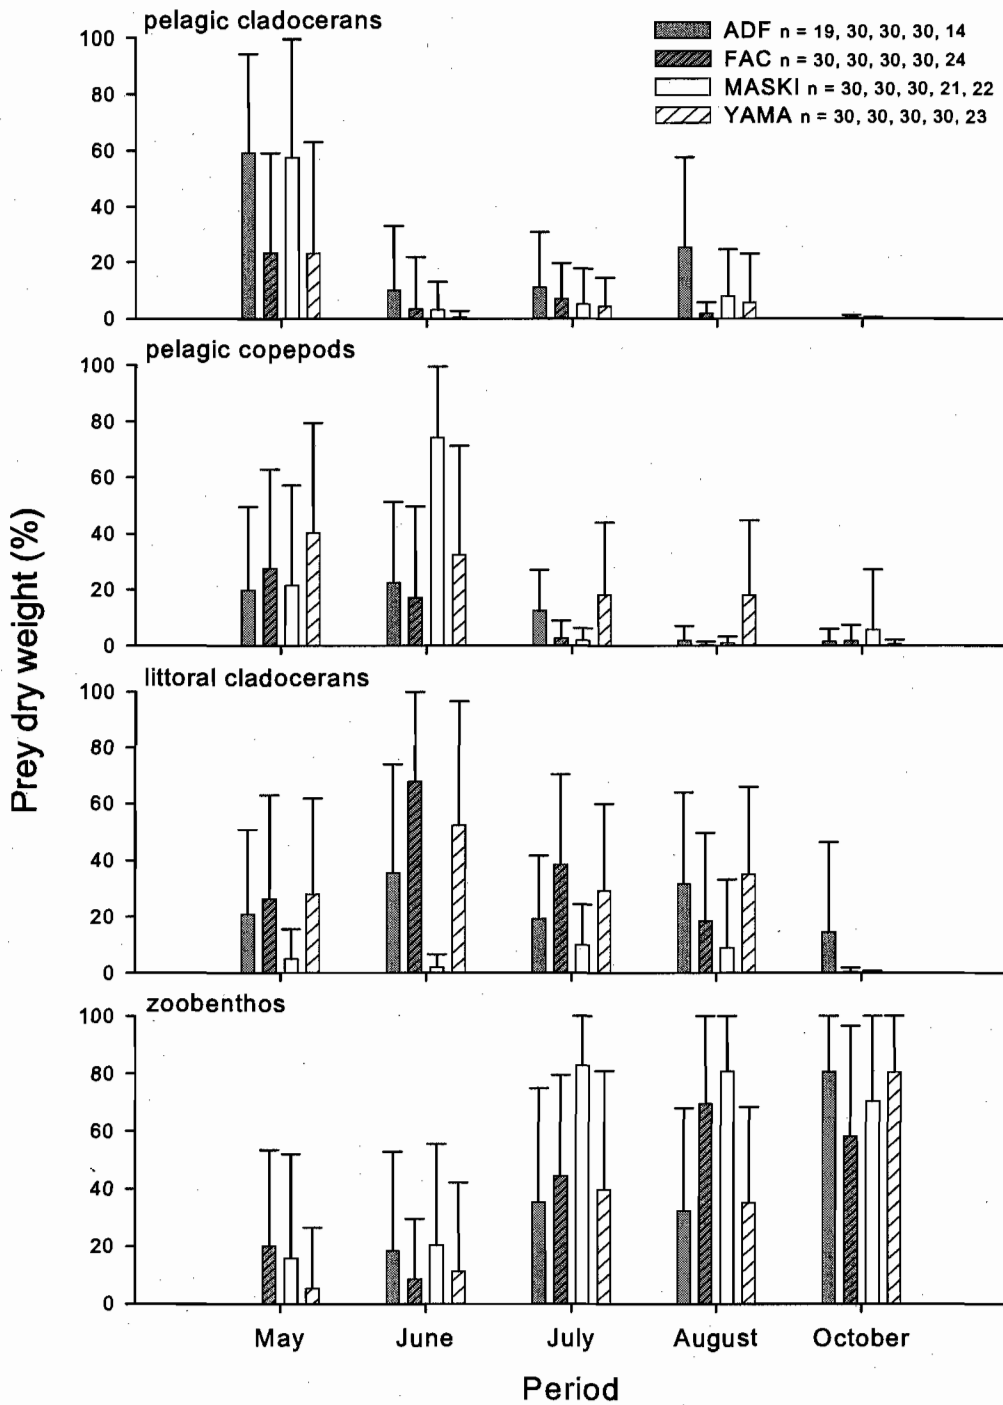 pelagic cladocerans
ADF n = 19, 30, 30, 30, 14
FAC n = 30, 30, 30, 30, 24
MASKI n = 30, 30, 30, 21, 22
YAMA n = 30, 30, 30, 30, 23
100
80
60
40
20
0
pelagic copepods
100
80
60
40
20
0
littoral cladocerans
100
80
60
40
20
0
zoobenthos
100
80
60
40
20
0
Prey dry weight (%)
May June July August October
Period